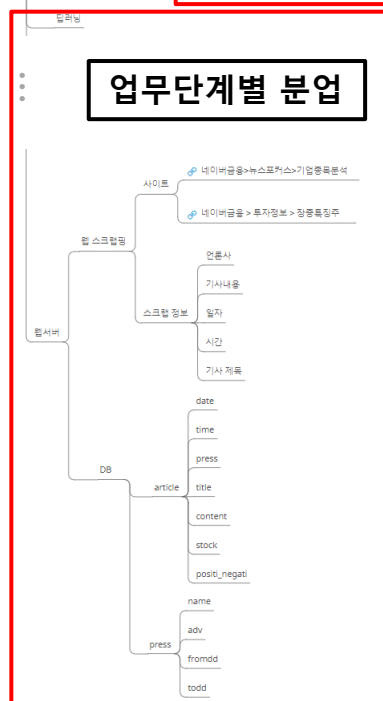 딥러닝
업무단계별 분업
네이버금융>뉴스포커스>기업종목분석
사이트
네이버금융 > 투자정보 > 장중특징주
웹 스크랩핑
언론사
기사내용
스크랩 정보
일자
시간
기사 제목
웹서버
date
time
press
DB
article
title
content
stock
positi_negati
name
adv
press
fromdd
todd